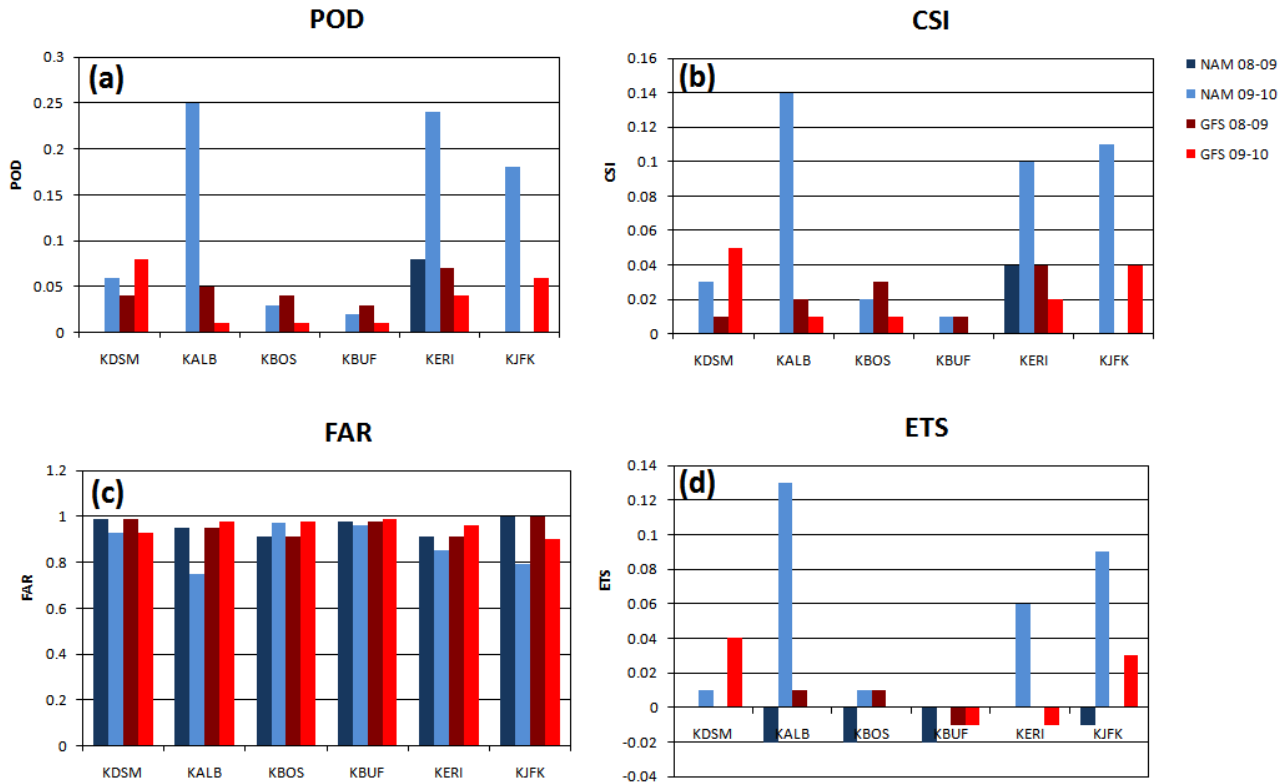 POD
(a)
0.3
0.25
0.2
0.15
0.1
0.05
0
POD
KDSM KALB KBOS KBUF KERI KJFK
CSI
(b)
0.16
0.14
0.12
0.1
0.08
0.06
0.04
0.02
0
CSI
KDSM KALB KBOS KBUF KERI KJFK
NAM 08-09
NAM 09-10
GFS 08-09
GFS 09-10
FAR
(c)
1.2
1
0.8
0.6
0.4
0.2
0
FAR
KDSM KALB KBOS KBUF KERI KJFK
ETS
(d)
0.14
0.12
0.1
0.08
0.06
0.04
0.02
0
-0.02
-0.04
ETS
KDSM KALB KBOS KBUF KERI KJFK